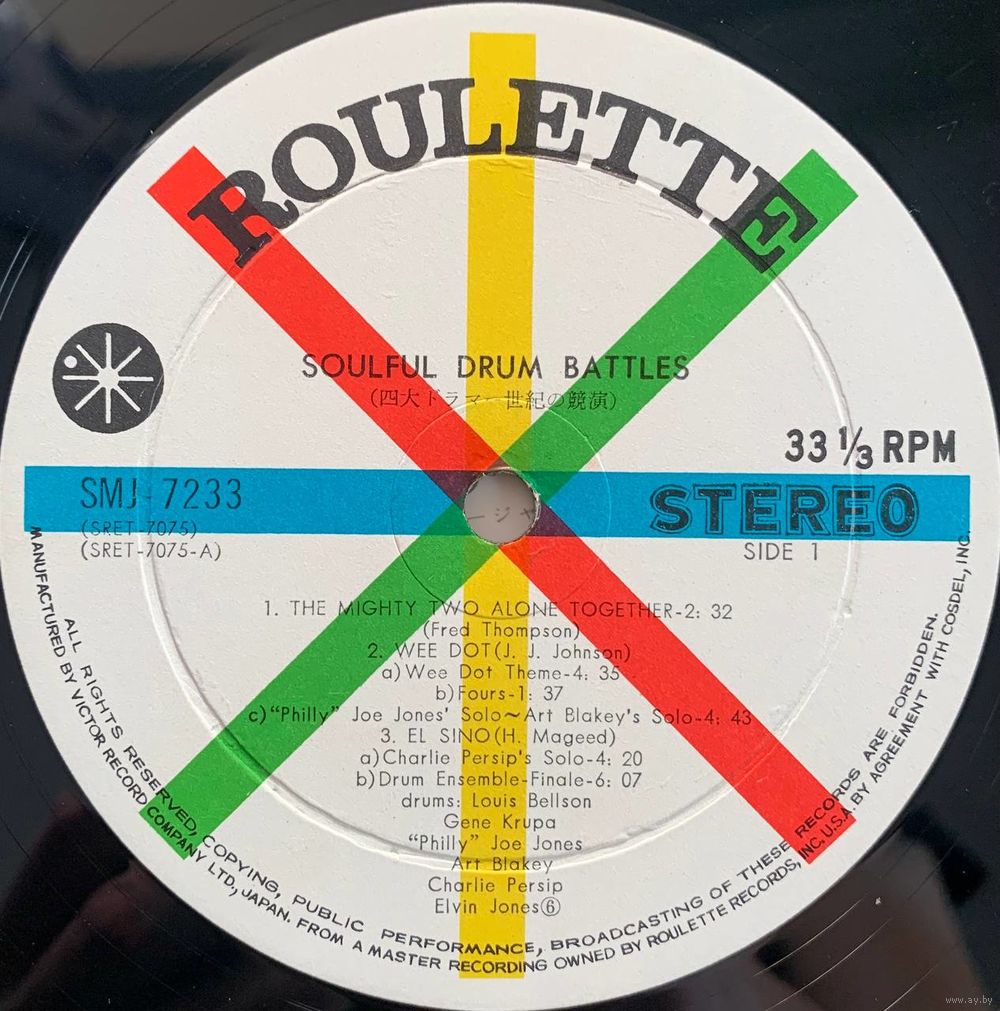 ROULETTE
SOULFUL DRUM BATTLES
(四大ドラマー世紀の競演)
33 1/3 RPM
SMJ-7233
STEREO
(SRET-7075)
(SRET-7075-A)
SIDE 1
1. THE MIGHTY TWO ALONE TOGETHER-2: 32
(Fred Thompson)
2. WEE DOT(J. J. Johnson)
a)Wee Dot Theme-4: 35
b)Fours-1: 37
c)“Philly” Joe Jones' Solo~Art Blakey's Solo-4: 43
3. EL SINO(H. Mageed)
a)Charlie Persip's Solo-4: 20
b)Drum Ensemble-Finale-6: 07
drums: Louis Bellson
Gene Krupa
“Philly” Joe Jones
Art Blakey
Charlie Persip
Elvin Jones⑥
ALL RIGHTS RESERVED, COPYING, PUBLIC PERFORMANCE, BROADCASTING OF THESE RECORDS ARE FORBIDDEN.
MANUFACTURED BY VICTOR RECORD COMPANY LTD., JAPAN. FROM A MASTER RECORDING OWNED BY ROULETTE RECORDS, INC. U.S.A. BY AGREEMENT WITH COSDEL, INC.
www.ay.by